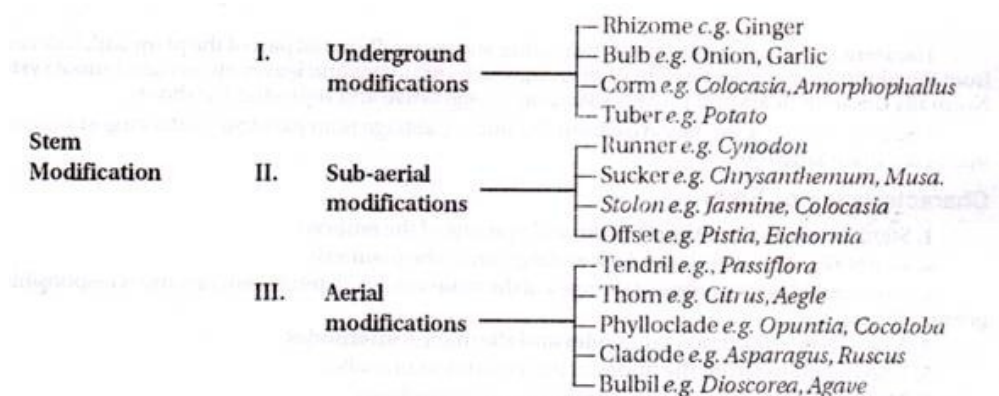 Stem
Modification
I. Underground
modifications
Rhizome e.g. Ginger
Bulb e.g. Onion, Garlic
Corm e.g. Colocasia, Amorphophallus
Tuber e.g. Potato
II. Sub-aerial
modifications
Runner e.g. Cynodon
Sucker e.g. Chrysanthemum, Musa.
Stolon e.g. Jasmine, Colocasia
Offset e.g. Pistia, Eichornia
III. Aerial
modifications
Tendril e.g., Passiflora
Thorn e.g. Citrus, Aegle
Phylloclade e.g. Opuntia, Cocoloba
Cladode e.g. Asparagus, Ruscus
Bulbil e.g. Dioscorea, Agave